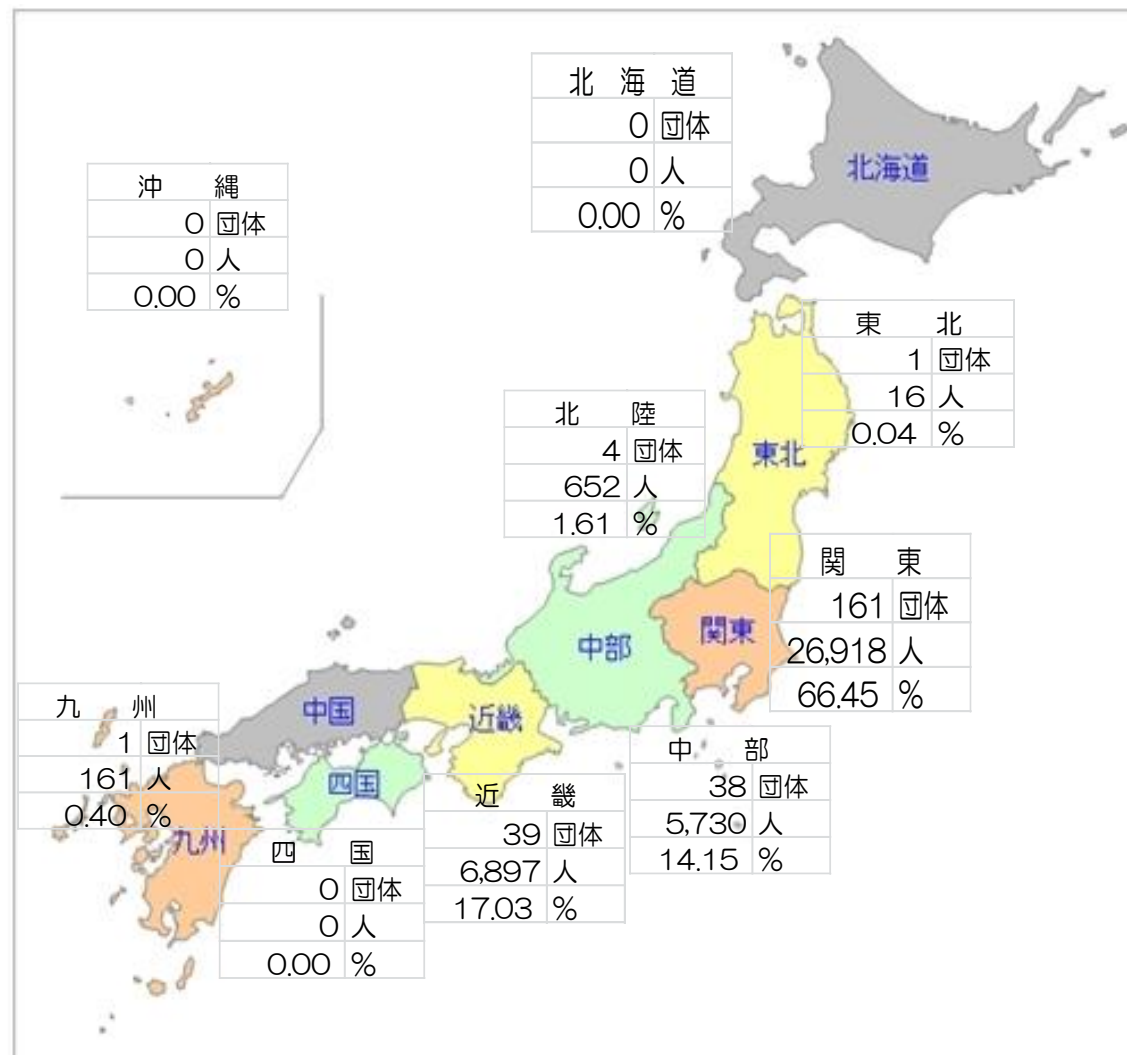 北 海 道
0 団体
0 人
0.00 %
北海道
沖 縄
0 団体
0 人
0.00 %
東 北
1 団体
16 人
0.04 %
東北
北 陸
4 団体
652 人
1.61 %
関 東
161 団体
26,918 人
66.45 %
関東
中部
中国
近畿
四国
九州
九 州
1 団体
161 人
0.40 %
中 部
38 団体
5,730 人
14.15 %
近 畿
39 団体
6,897 人
17.03 %
四 国
0 団体
0 人
0.00 %